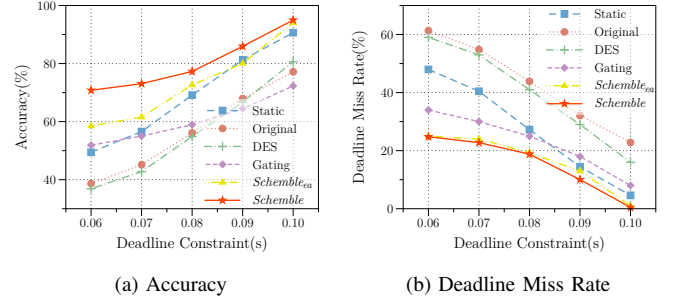 100
80
60
40
Accuracy(%)
0.06 0.07 0.08 0.09 0.10
Deadline Constraint(s)
Static
Original
DES
Gating
Schemble_ea
Schemble
(a) Accuracy
60
40
20
0
Deadline Miss Rate(%)
0.06 0.07 0.08 0.09 0.10
Deadline Constraint(s)
Static
Original
DES
Gating
Schemble_ea
Schemble
(b) Deadline Miss Rate